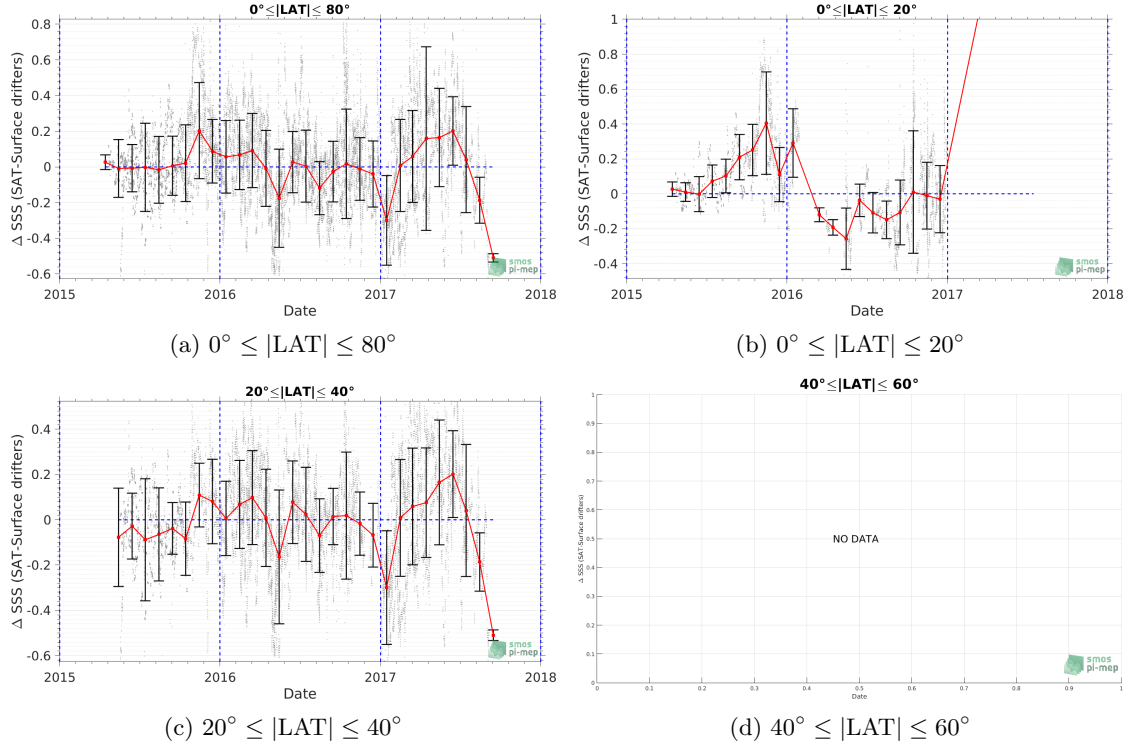 0°≤|LAT|≤ 80°
Δ SSS (SAT-Surface drifters)
0.8
0.6
0.4
0.2
0
-0.2
-0.4
-0.6
2015 2016 2017 2018
Date
smos
pi-mep
(a) 0° ≤ |LAT| ≤ 80°
0°≤|LAT|≤ 20°
Δ SSS (SAT-Surface drifters)
1
0.8
0.6
0.4
0.2
0
-0.2
-0.4
2015 2016 2017 2018
Date
smos
pi-mep
(b) 0° ≤ |LAT| ≤ 20°
20°≤|LAT|≤ 40°
Δ SSS (SAT-Surface drifters)
0.4
0.2
0
-0.2
-0.4
-0.6
2015 2016 2017 2018
Date
smos
pi-mep
(c) 20° ≤ |LAT| ≤ 40°
40°≤|LAT|≤ 60°
Δ SSS (SAT-Surface drifters)
1
0.9
0.8
0.7
0.6
0.5
0.4
0.3
0.2
0.1
0
NO DATA
0 0.1 0.2 0.3 0.4 0.5 0.6 0.7 0.8 0.9 1
Date
smos
pi-mep
(d) 40° ≤ |LAT| ≤ 60°